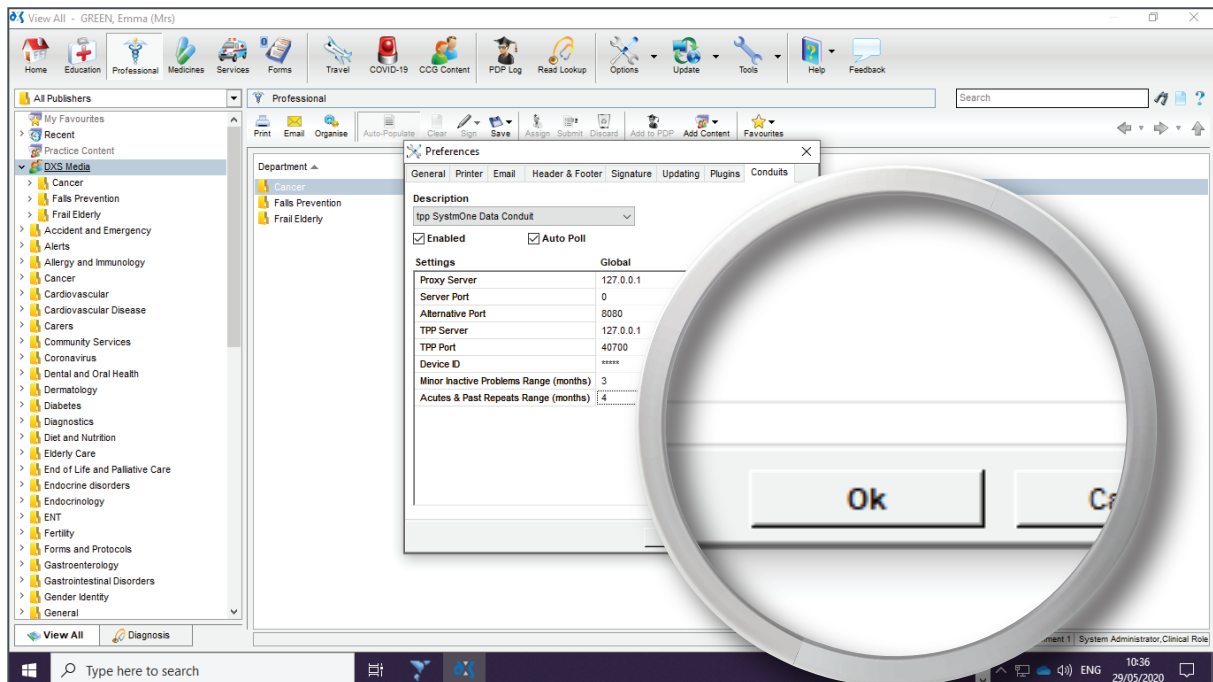 View All - GREEN, Emma (Mrs)
Home Education Professional Medicines Services Forms Travel COVID-19 CCG Content PDP Log Read Lookup Options Update Tools Help Feedback
All Publishers
Professional
Search
Print Email Organise Auto-Populate Clear Sign Save Assign Submit Discard Add to PDP Add Content Favourites
My Favourites
Recent
Practice Content
DXS Media
Cancer
Falls Prevention
Frail Elderly
Accident and Emergency
Alerts
Allergy and Immunology
Cancer
Cardiovascular
Cardiovascular Disease
Carers
Community Services
Coronavirus
Dental and Oral Health
Dermatology
Diabetes
Diagnostics
Diet and Nutrition
Elderly Care
End of Life and Palliative Care
Endocrine disorders
Endocrinology
ENT
Fertility
Forms and Protocols
Gastroenterology
Gastrointestinal Disorders
Gender Identity
General
View All Diagnosis
Department
Cancer
Falls Prevention
Frail Elderly
Preferences
General Printer Email Header & Footer Signature Updating Plugins Conduits
Description
tpp SystmOne Data Conduit
Enabled Auto Poll
Settings Global
Proxy Server 127.0.0.1
Server Port 0
Alternative Port 8080
TPP Server 127.0.0.1
TPP Port 40700
Device ID *****
Minor Inactive Problems Range (months) 3
Acutes & Past Repeats Range (months) 4
Ok
System Administrator,Clinical Role
Type here to search
ENG
10:36
29/05/2020